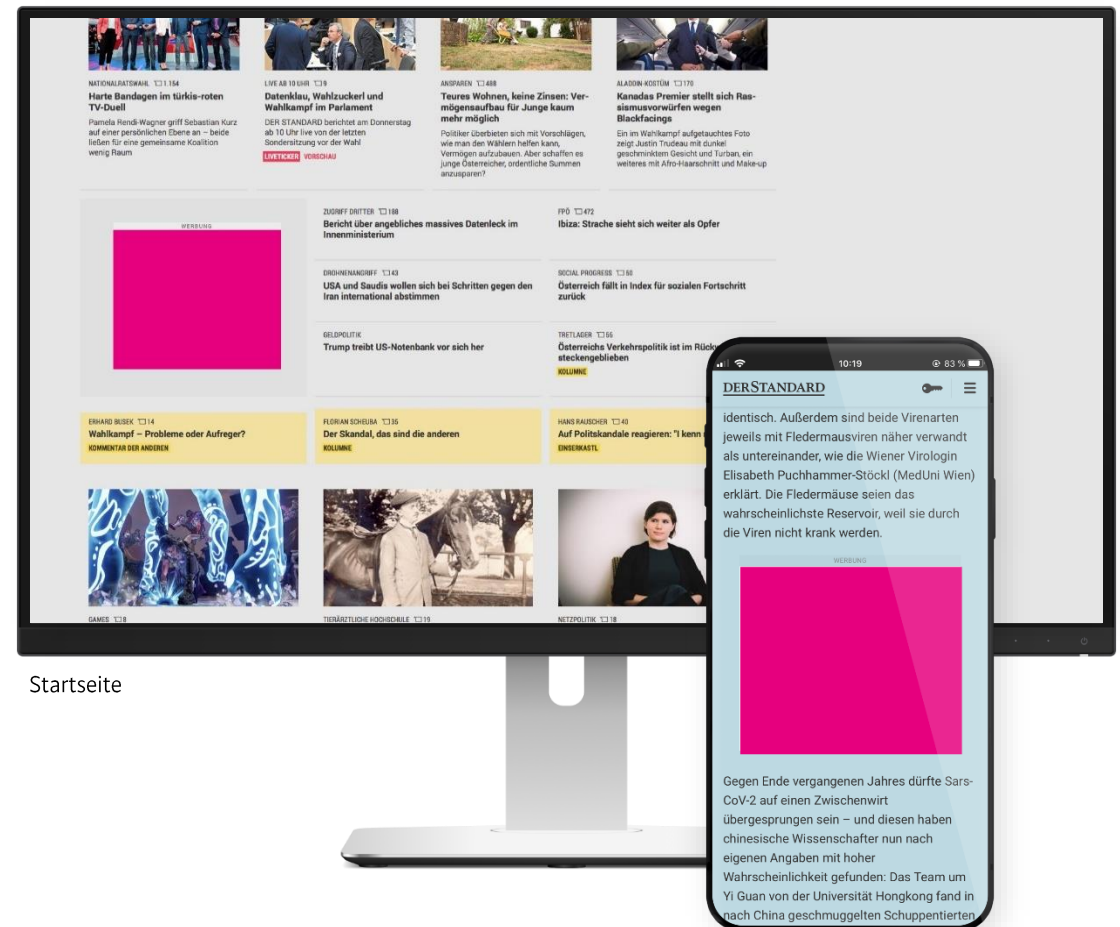 NATIONALRATSWAHL 1.154
Harte Bandagen im türkis-roten
TV-Duell
Pamela Rendi-Wagner griff Sebastian Kurz
auf einer persönlichen Ebene an – beide
ließen für eine gemeinsame Koalition
wenig Raum
LIVE AB 10 UHR 9
Datenklau, Wahlzuckerl und
Wahlkampf im Parlament
DER STANDARD berichtet am Donnerstag
ab 10 Uhr live von der letzten
Sondersitzung vor der Wahl
LIVETICKER VORSCHAU
ANSPAREN 488
Teures Wohnen, keine Zinsen: Ver-
mögensaufbau für Junge kaum
mehr möglich
Politiker überbieten sich mit Vorschlägen,
wie man den Wählern helfen kann,
Vermögen aufzubauen. Aber schaffen es
junge Österreicher, ordentliche Summen
anzusparen?
ALADDIN-KOSTÜM 170
Kanadas Premier stellt sich Ras-
sismusvorwürfen wegen
Blackfacings
Ein im Wahlkampf aufgetauchtes Foto
zeigt Justin Trudeau mit dunkel
geschminktem Gesicht und Turban, ein
weiteres mit Afro-Haarschnitt und Make-up
WERBUNG
ZUGRIFF DRITTER 188
Bericht über angebliches massives Datenleck im
Innenministerium
FPÖ 472
Ibiza: Strache sieht sich weiter als Opfer
DROHNENANGRIFF 43
USA und Saudis wollen sich bei Schritten gegen den
Iran international abstimmen
SOCIAL PROGRESS 50
Österreich fällt in Index für sozialen Fortschritt
zurück
GELDPOLITIK
Trump treibt US-Notenbank vor sich her
TRETLAGER 55
Österreichs Verkehrspolitik ist im
steckengeblieben
KOLUMNE
ERHARD BUSEK 14
Wahlkampf – Probleme oder Aufreger?
KOMMENTAR DER ANDEREN
FLORIAN SCHEUBA 35
Der Skandal, das sind die anderen
KOLUMNE
HANS RAUSCHER 40
Auf Politskandale reagieren: "I kenn
EINSERKASTL
GAMES 8
TIERÄRZTLICHE HOCHSCHULE 19
NETZPOLITIK 18
Startseite
10:19 83 %
DERSTANDARD
identisch. Außerdem sind beide Virenarten
jeweils mit Fledermausviren näher verwandt
als untereinander, wie die Wiener Virologin
Elisabeth Puchhammer-Stöckl (MedUni Wien)
erklärt. Die Fledermäuse seien das
wahrscheinlichste Reservoir, weil sie durch
die Viren nicht krank werden.
WERBUNG
Gegen Ende vergangenen Jahres dürfte Sars-
CoV-2 auf einen Zwischenwirt
übergesprungen sein – und diesen haben
chinesische Wissenschafter nun nach
eigenen Angaben mit hoher
Wahrscheinlichkeit gefunden: Das Team um
Yi Guan von der Universität Hongkong fand in
nach China geschmuggelten Schuppentierten